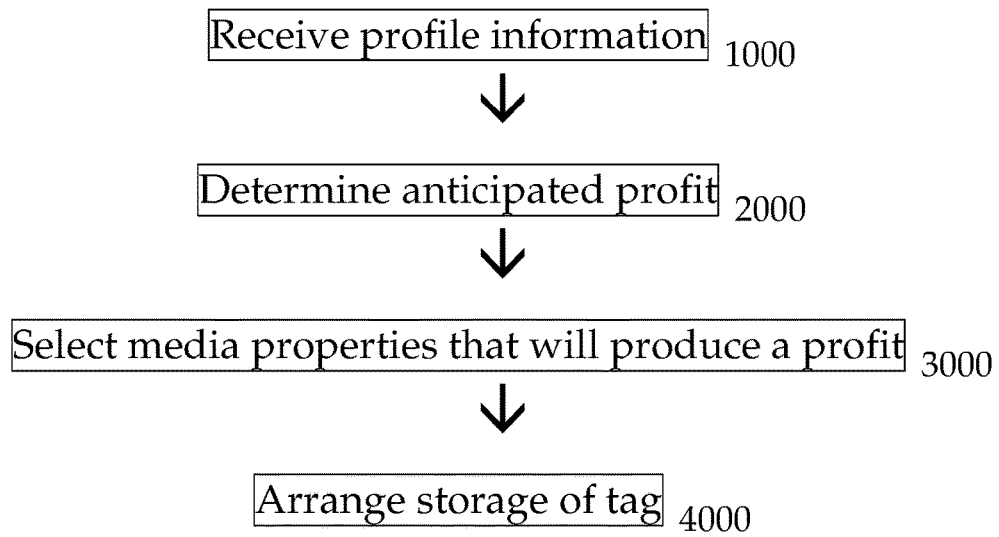 Receive profile information 1000
Determine anticipated profit 2000
Select media properties that will produce a profit 3000
Arrange storage of tag 4000